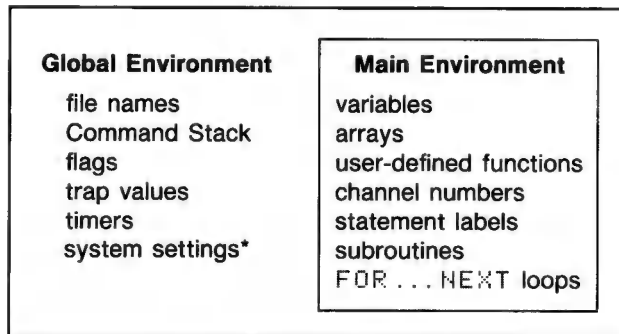 Global Environment
file names
Command Stack
flags
trap values
timers
system settings*
Main Environment
variables
arrays
user-defined functions
channel numbers
statement labels
subroutines
FOR ... NEXT loops